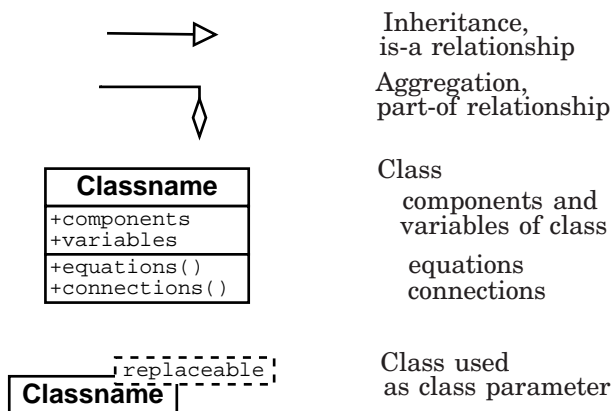 Inheritance,
is-a relationship
Aggregation,
part-of relationship
Classname
+components
+variables
+equations()
+connections()
Class
components and
variables of class
equations
connections
replaceable
Classname
Class used
as class parameter